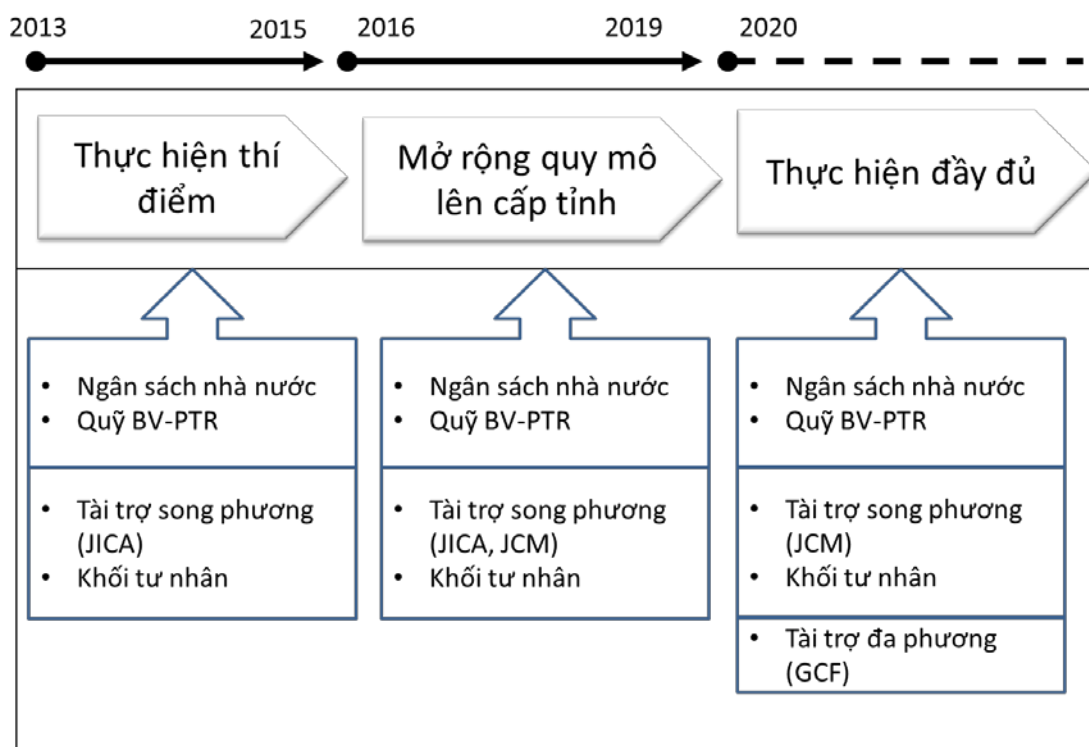 2013 2015 2016 2019 2020
Thực hiện thí
điểm
Mở rộng quy mô
lên cấp tỉnh
Thực hiện đầy đủ
• Ngân sách nhà nước
• Quỹ BV-PTR
• Tài trợ song phương
(JICA)
• Khối tư nhân
• Ngân sách nhà nước
• Quỹ BV-PTR
• Tài trợ song phương
(JICA, JCM)
• Khối tư nhân
• Ngân sách nhà nước
• Quỹ BV-PTR
• Tài trợ song phương
(JCM)
• Khối tư nhân
• Tài trợ đa phương
(GCF)